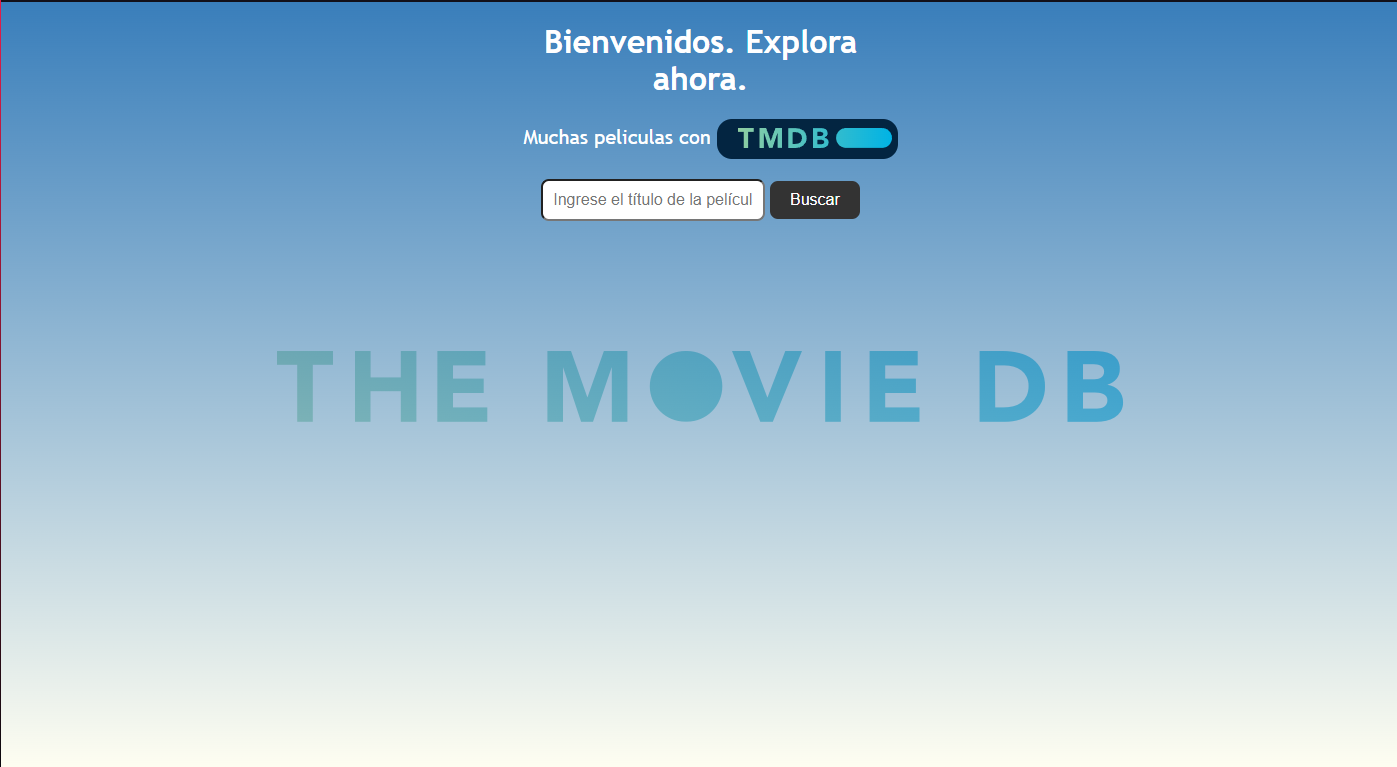 Bienvenidos. Explora
ahora.
Muchas peliculas con TMDB
Ingrese el título de la películ Buscar
THE MOVIE DB